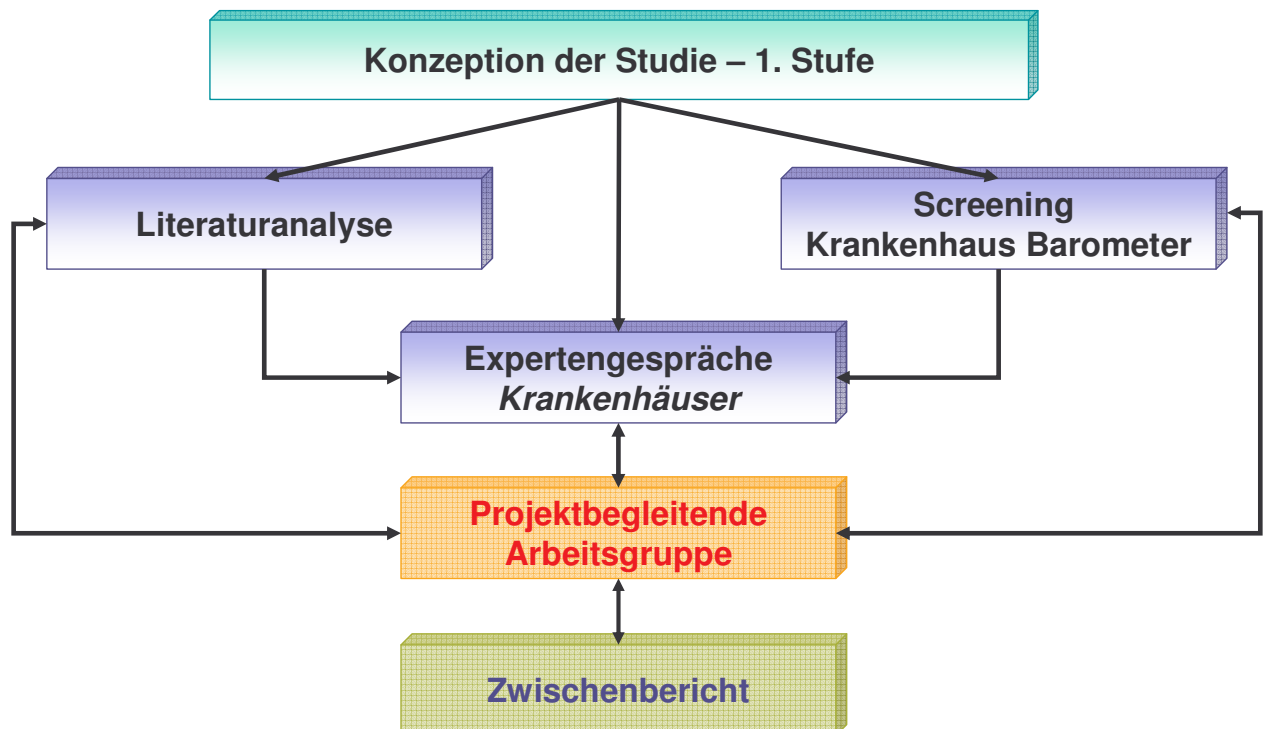 Konzeption der Studie – 1. Stufe
Literaturanalyse
Screening
Krankenhaus Barometer
Expertengespräche
Krankenhäuser
Projektbegleitende
Arbeitsgruppe
Zwischenbericht